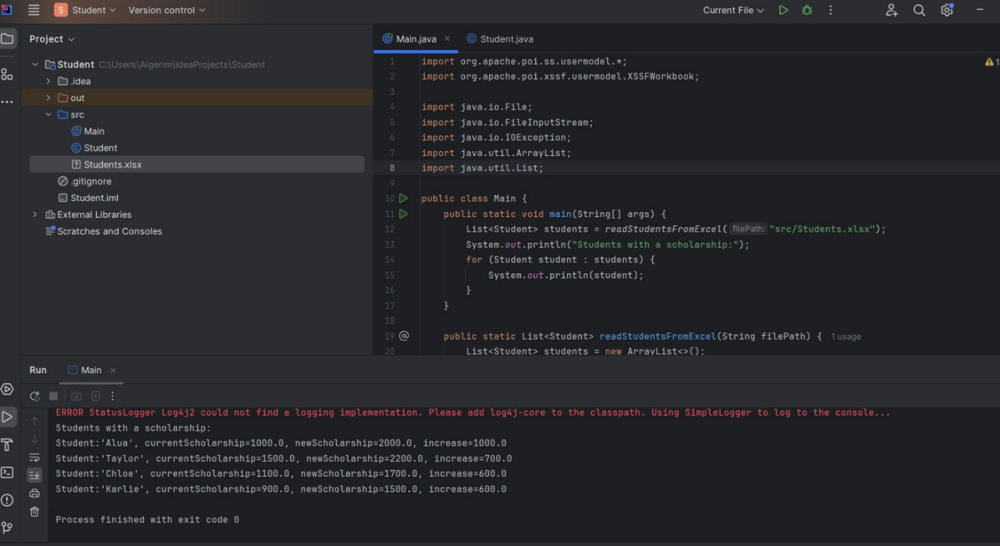 S Student Version control Current File
Project
Main.java
Student.java
Student C:\Users\Aigerim\IdeaProjects\Student
.idea
out
src
Main
Student
Students.xlsx
.gitignore
Student.iml
External Libraries
Scratches and Consoles
1 import org.apache.poi.ss.usermodel.*;
2 import org.apache.poi.xssf.usermodel.XSSFWorkbook;
3
4 import java.io.File;
5 import java.io.FileInputStream;
6 import java.io.IOException;
7 import java.util.ArrayList;
8 import java.util.List;
9
10 public class Main {
11 public static void main(String[] args) {
12 List<Student> students = readStudentsFromExcel( filePath: "src/Students.xlsx");
13 System.out.println("Students with a scholarship:");
14 for (Student student : students) {
15 System.out.println(student);
16 }
17 }
18
19 @ public static List<Student> readStudentsFromExcel(String filePath) { 1 usage
20 List<Student> students = new ArrayList<>();
1
Run Main
ERROR StatusLogger Log4j2 could not find a logging implementation. Please add log4j-core to the classpath. Using SimpleLogger to log to the console...
Students with a scholarship:
Student:'Alua', currentScholarship=1000.0, newScholarship=2000.0, increase=1000.0
Student:'Taylor', currentScholarship=1500.0, newScholarship=2200.0, increase=700.0
Student:'Chloe', currentScholarship=1100.0, newScholarship=1700.0, increase=600.0
Student:'Karlie', currentScholarship=900.0, newScholarship=1500.0, increase=600.0
Process finished with exit code 0